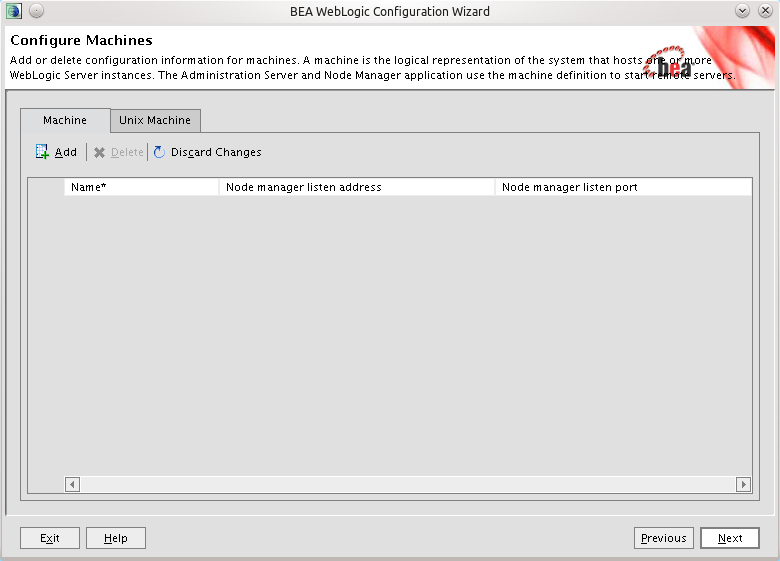 BEA WebLogic Configuration Wizard
Configure Machines
Add or delete configuration information for machines. A machine is the logical representation of the system that hosts one or more
WebLogic Server instances. The Administration Server and Node Manager application use the machine definition to start remote servers.
bea
Machine Unix Machine
Add Delete Discard Changes
Name* Node manager listen address Node manager listen port
Exit Help Previous Next